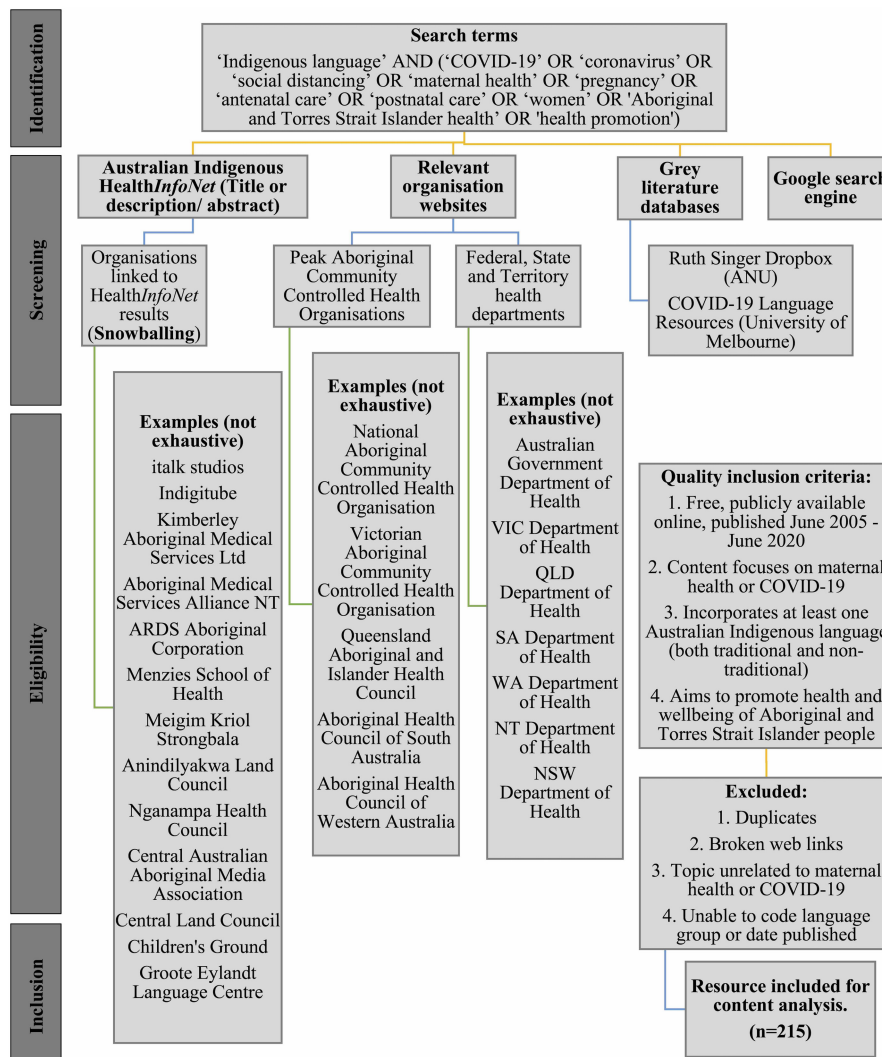 Identification
Search terms
‘Indigenous language’ AND (‘COVID-19’ OR ‘coronavirus’ OR
‘social distancing’ OR ‘maternal health’ OR ‘pregnancy’ OR
‘antenatal care’ OR ‘postnatal care’ OR ‘women’ OR 'Aboriginal
and Torres Strait Islander health’ OR 'health promotion')
Screening
Australian Indigenous
HealthInfoNet (Title or
description/ abstract)
Relevant
organisation
websites
Grey
literature
databases
Google search
engine
Organisations
linked to
HealthInfoNet
results
(Snowballing)
Peak Aboriginal
Community
Controlled Health
Organisations
Federal, State
and Territory
health
departments
Ruth Singer Dropbox
(ANU)
COVID-19 Language
Resources (University of
Melbourne)
Eligibility
Examples (not
exhaustive)
italk studios
Indigitube
Kimberley
Aboriginal Medical
Services Ltd
Aboriginal Medical
Services Alliance NT
ARDS Aboriginal
Corporation
Menzies School of
Health
Meigim Kriol
Strongbala
Anindilyakwa Land
Council
Nganampa Health
Council
Central Australian
Aboriginal Media
Association
Central Land Council
Children's Ground
Groote Eylandt
Language Centre
Examples (not
exhaustive)
National
Aboriginal
Community
Controlled Health
Organisation
Victorian
Aboriginal
Community
Controlled Health
Organisation
Queensland
Aboriginal and
Islander Health
Council
Aboriginal Health
Council of South
Australia
Aboriginal Health
Council of
Western Australia
Examples (not
exhaustive)
Australian
Government
Department of
Health
VIC Department
of Health
QLD
Department of
Health
SA Department
of Health
WA Department
of Health
NT Department
of Health
NSW
Department of
Health
Quality inclusion criteria:
1. Free, publicly available
online, published June 2005 -
June 2020
2. Content focuses on maternal
health or COVID-19
3. Incorporates at least one
Australian Indigenous language
(both traditional and non-
traditional)
4. Aims to promote health and
wellbeing of Aboriginal and
Torres Strait Islander people
Excluded:
1. Duplicates
2. Broken web links
3. Topic unrelated to maternal
health or COVID-19
4. Unable to code language
group or date published
Inclusion
Resource included for
content analysis.
(n=215)